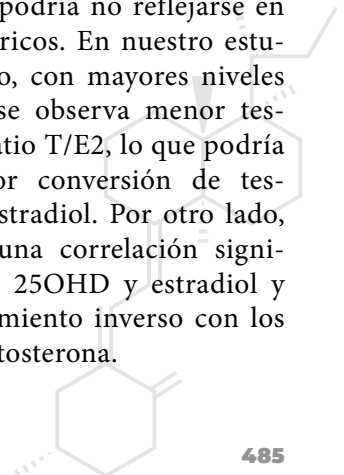 podría no reflejarse en
ricos. En nuestro estu-
o, con mayores niveles
se observa menor tes-
atio T/E2, lo que podría
or conversión de tes-
stradiol. Por otro lado,
una correlación signi-
25OHD y estradiol y
miento inverso con los
tosterona.
485